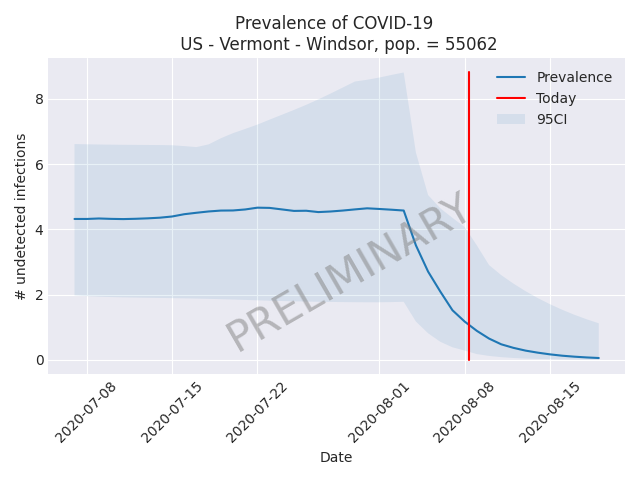 Prevalence of COVID-19
US - Vermont - Windsor, pop. = 55062
Prevalence
Today
95CI
# undetected infections
8
6
4
2
0
PRELIMINARY
2020-07-08
2020-07-15
2020-07-22
2020-08-01
2020-08-08
2020-08-15
Date